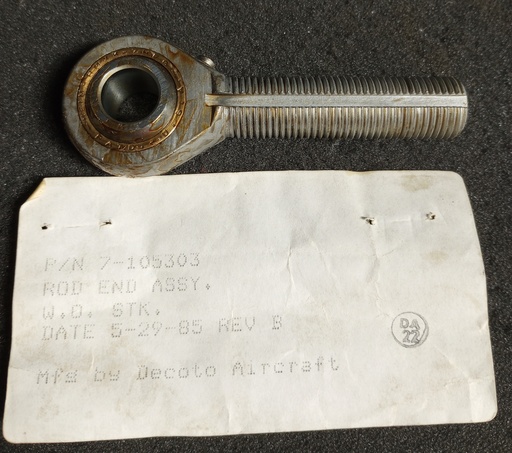 P/N 7-105303
ROD END ASSY.
W.O. STK.
DATE 5-29-85 REV B
DA
22
Mfg by Decoto Aircraft